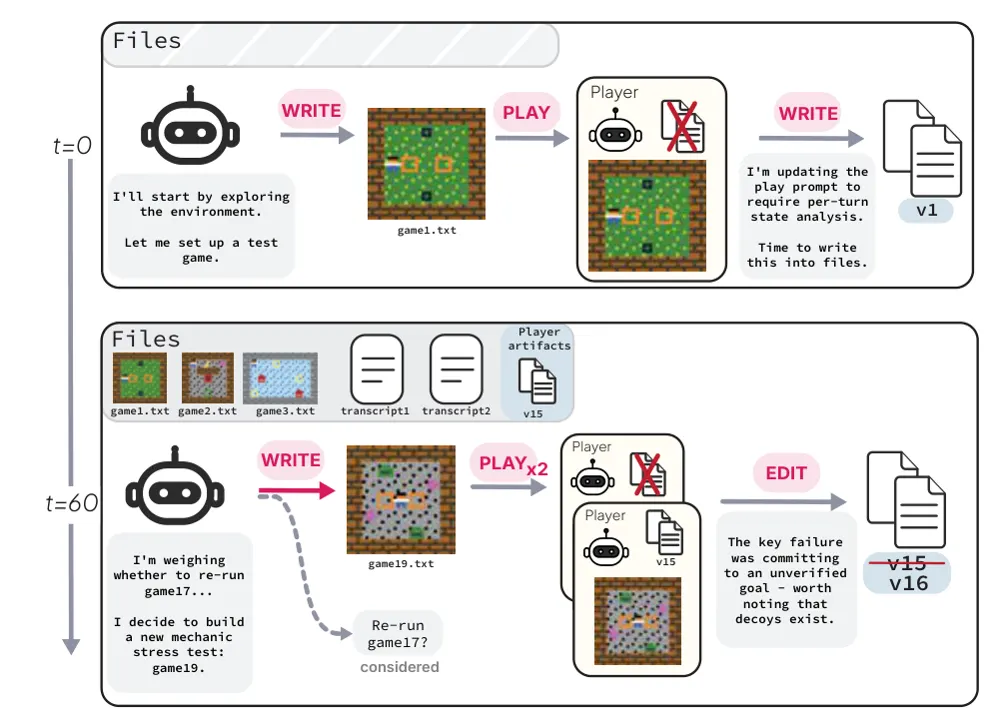 Files
t=0
I'll start by exploring
the environment.
Let me set up a test
game.
WRITE
game1.txt
PLAY
Player
WRITE
I'm updating the
play prompt to
require per-turn
state analysis.
Time to write
this into files.
v1
Files
game1.txt
game2.txt
game3.txt
transcript1
transcript2
Player
artifacts
v15
t=60
I'm weighing
whether to re-run
game17...
I decide to build
a new mechanic
stress test:
game19.
WRITE
game19.txt
Re-run
game17?
considered
PLAYx2
Player
Player
v15
EDIT
The key failure
was committing
to an unverified
goal – worth
noting that
decoys exist.
v15
v16